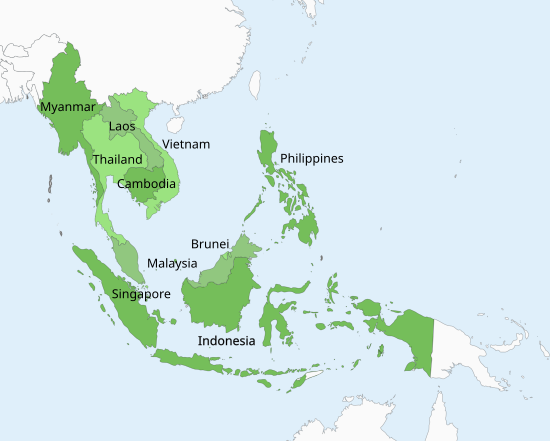 Myanmar
Laos
Vietnam
Thailand
Philippines
Cambodia
Brunei
Malaysia
Singapore
Indonesia